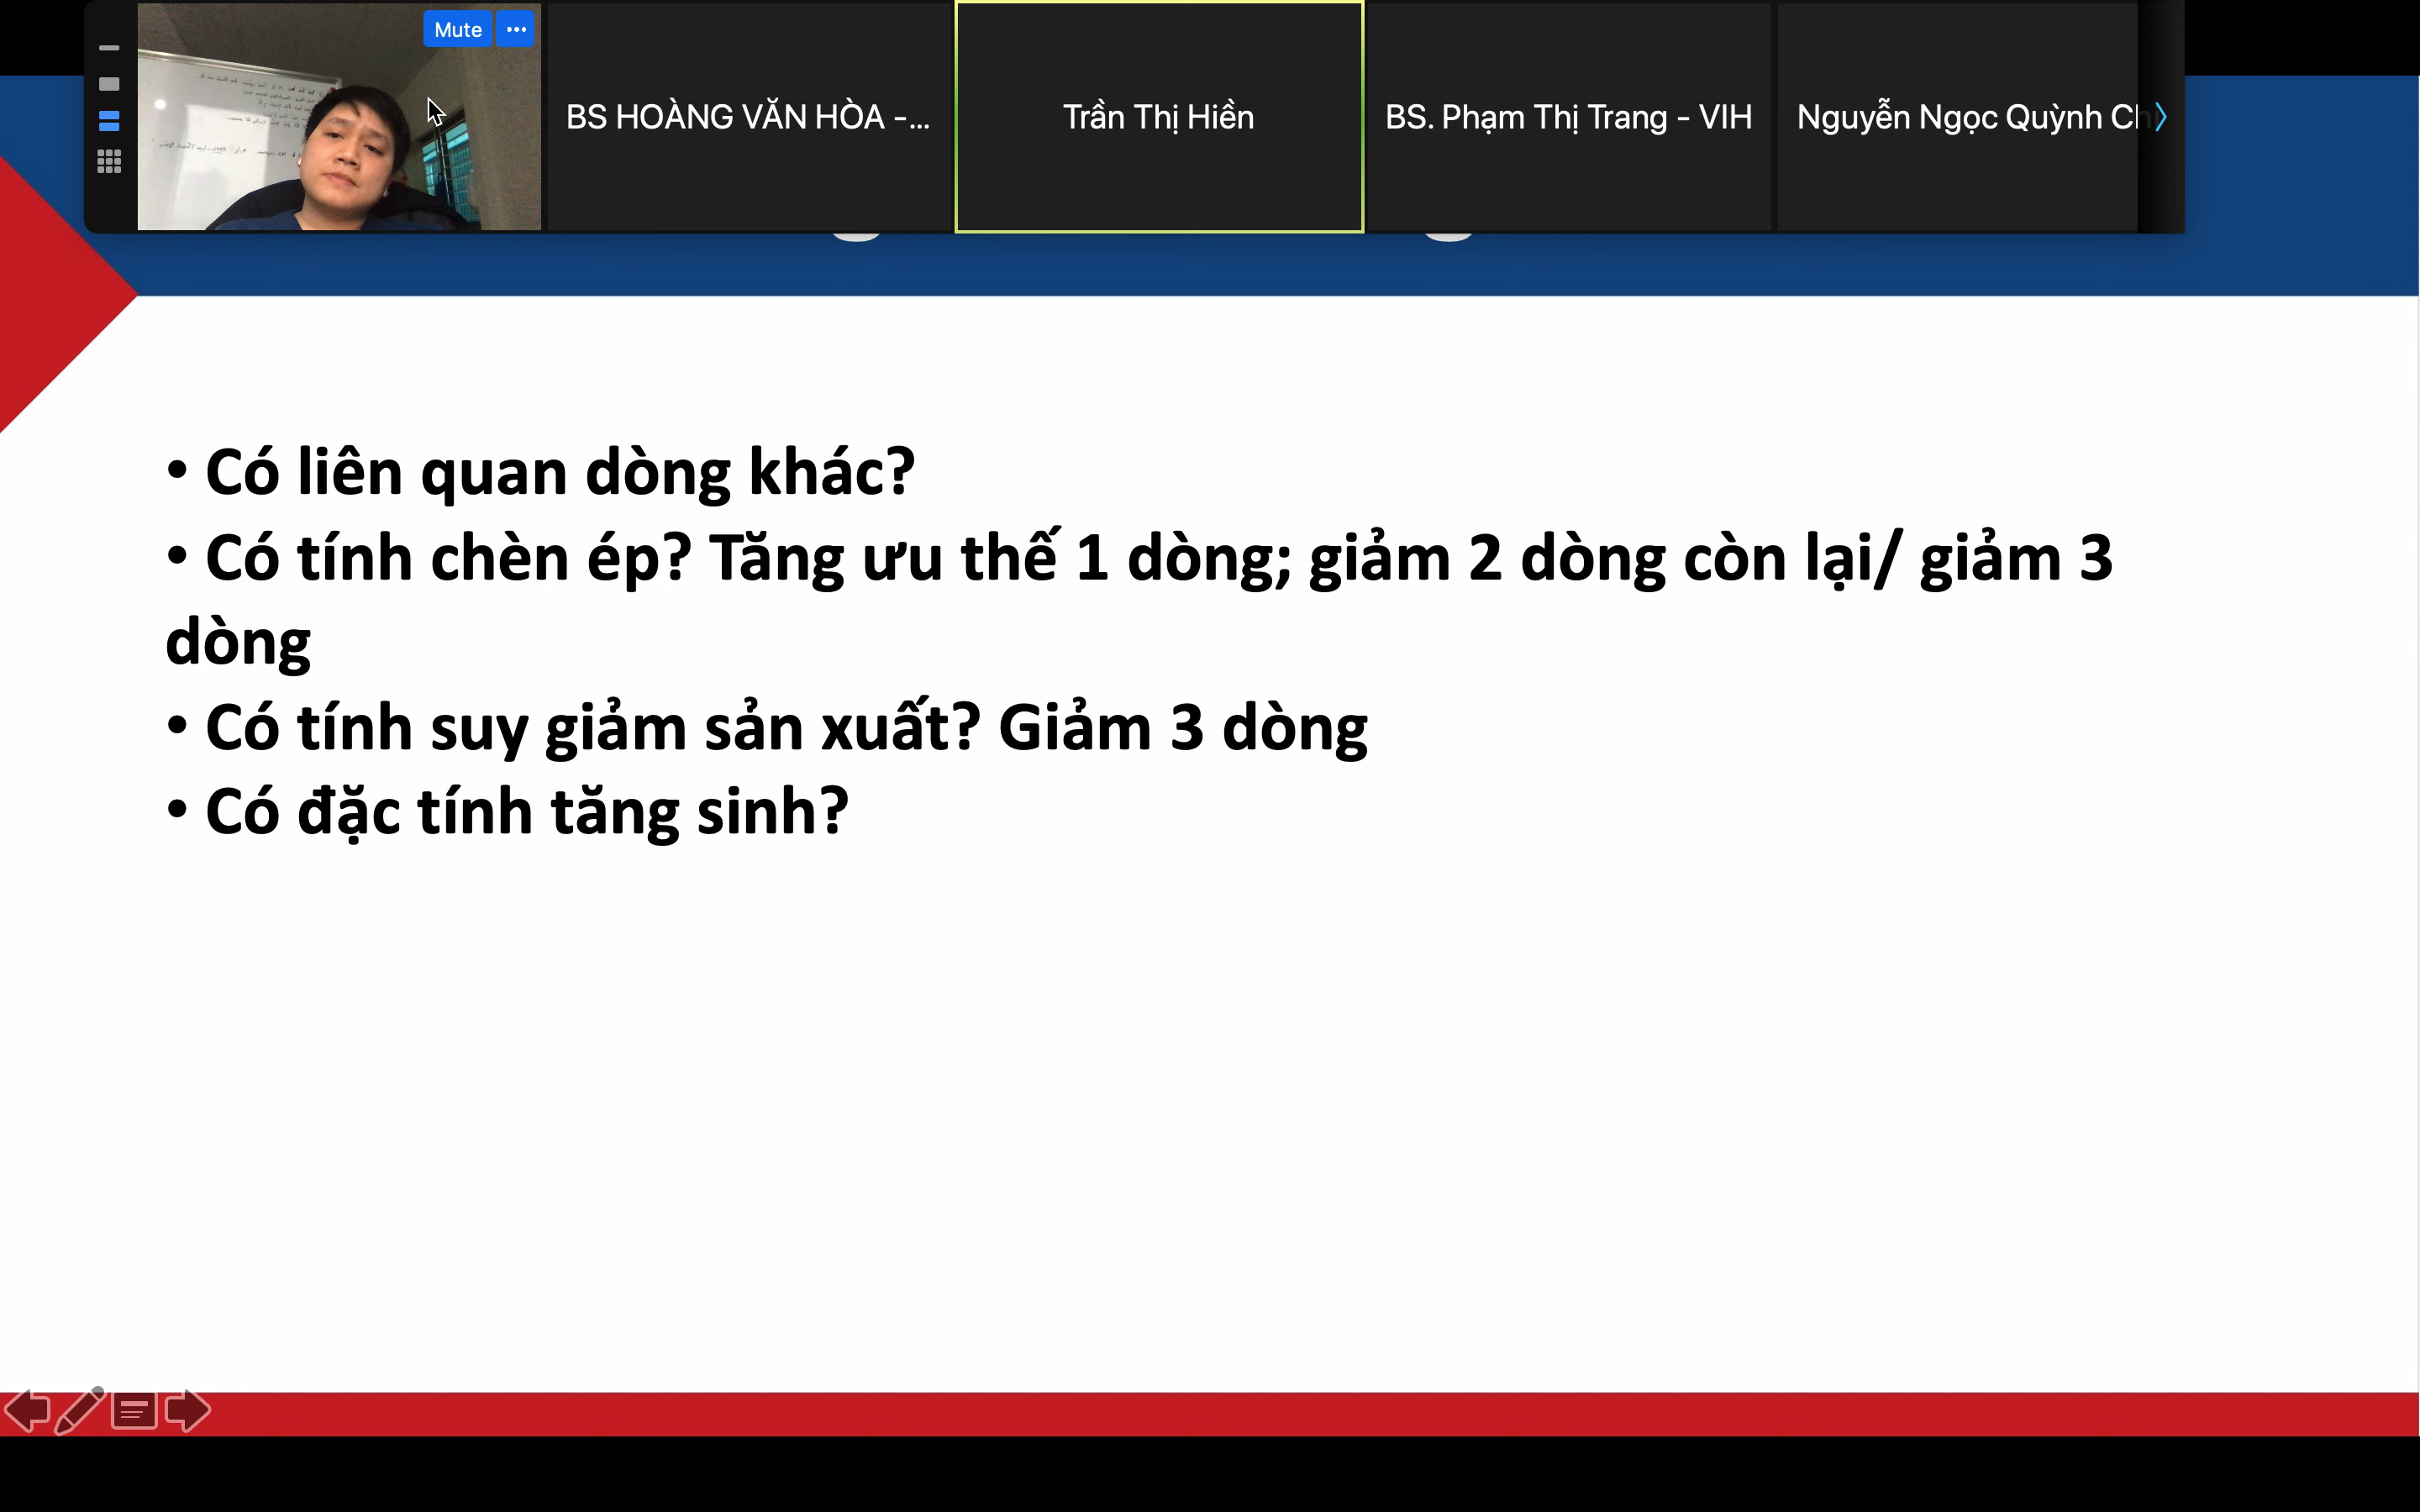 Mute
BS HOÀNG VĂN HÒA -...
Trần Thị Hiền
BS. Phạm Thị Trang - VIH
Nguyễn Ngọc Quỳnh Ch
• Có liên quan dòng khác?
• Có tính chèn ép? Tăng ưu thế 1 dòng; giảm 2 dòng còn lại/ giảm 3
dòng
• Có tính suy giảm sản xuất? Giảm 3 dòng
• Có đặc tính tăng sinh?